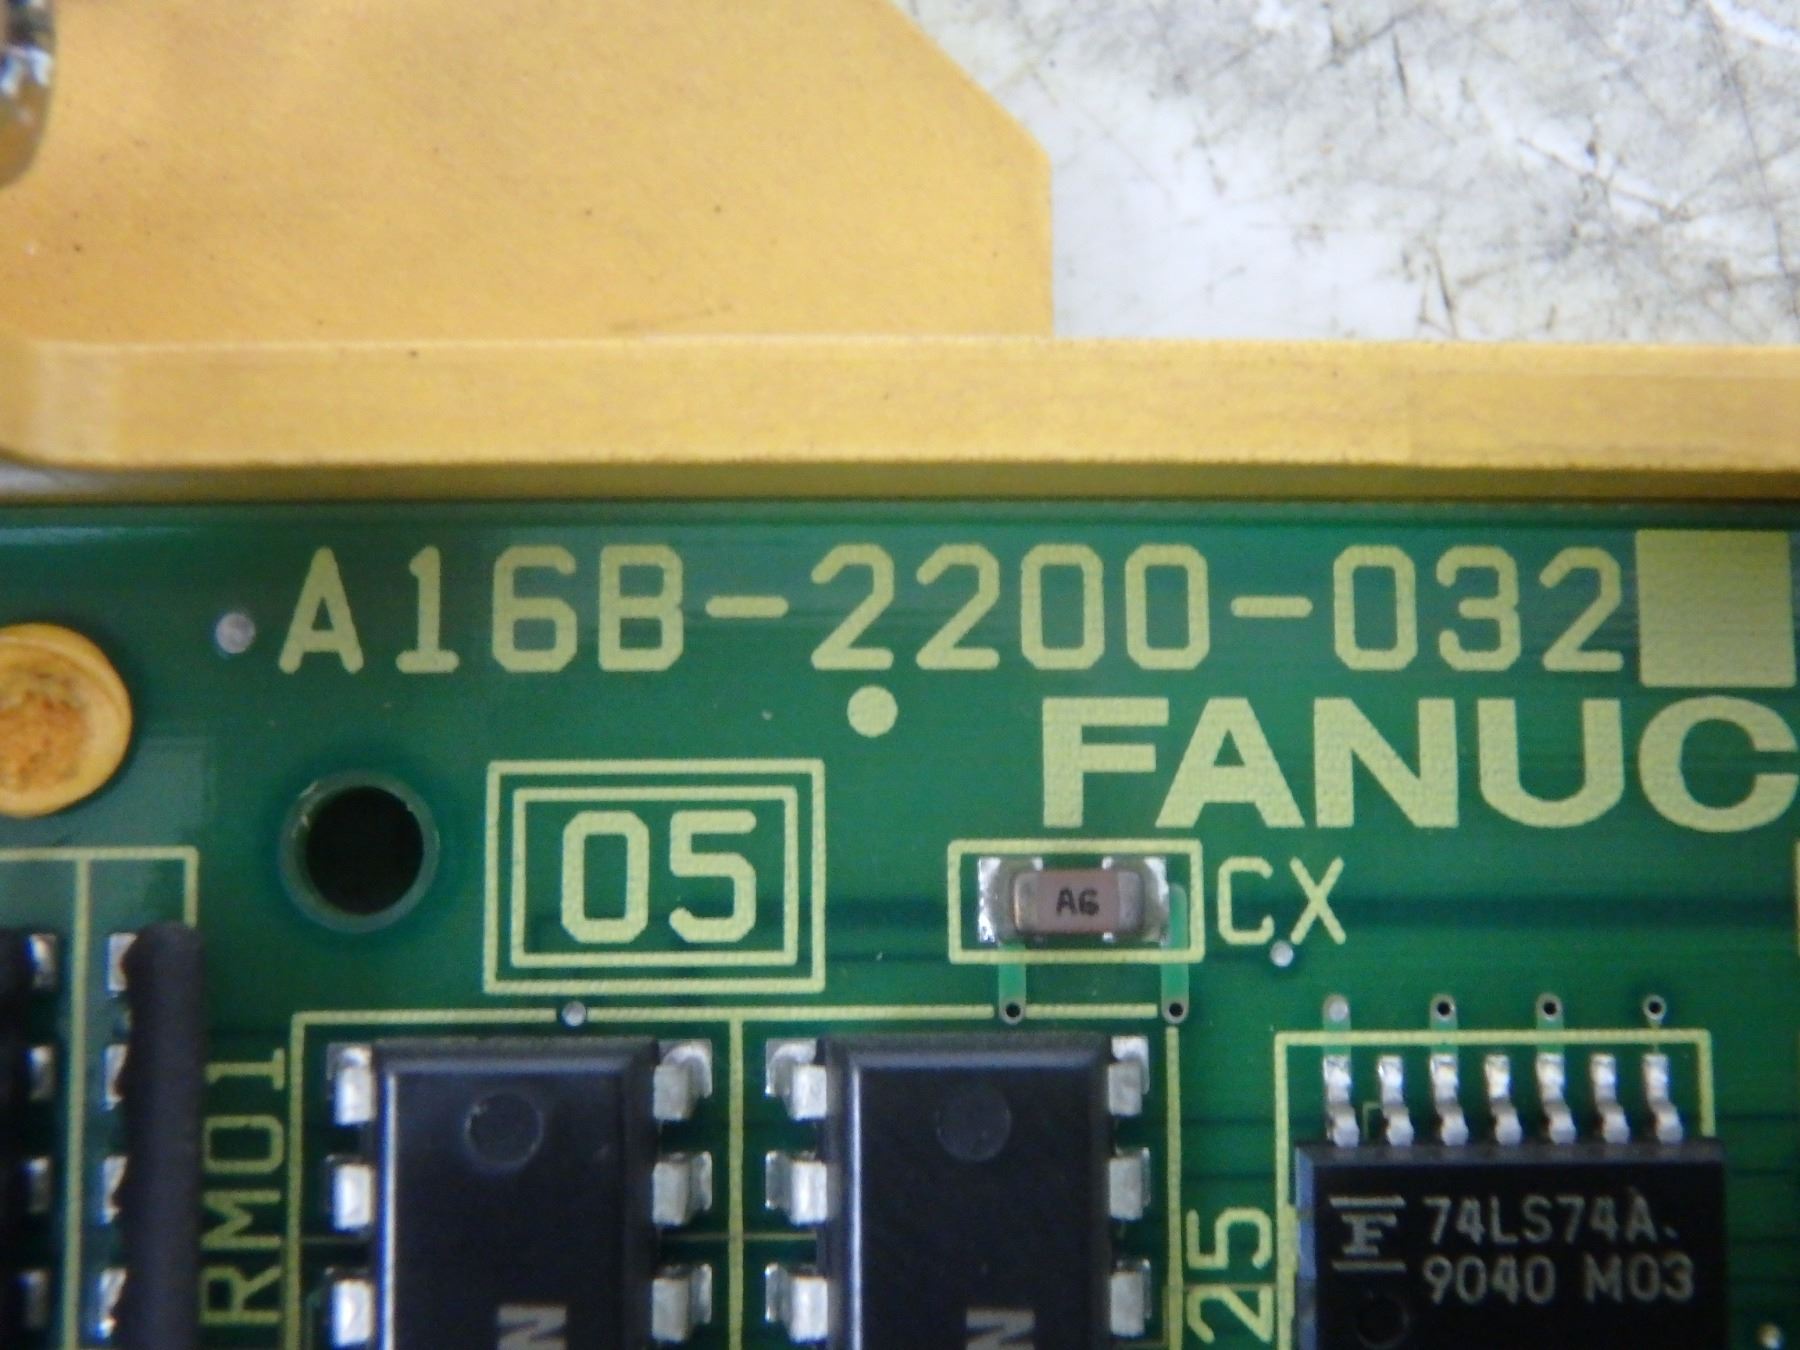 A16B-2200-032
FANUC
05
A6
CX
RM01
25
74LS74A
9040 M03
N
N